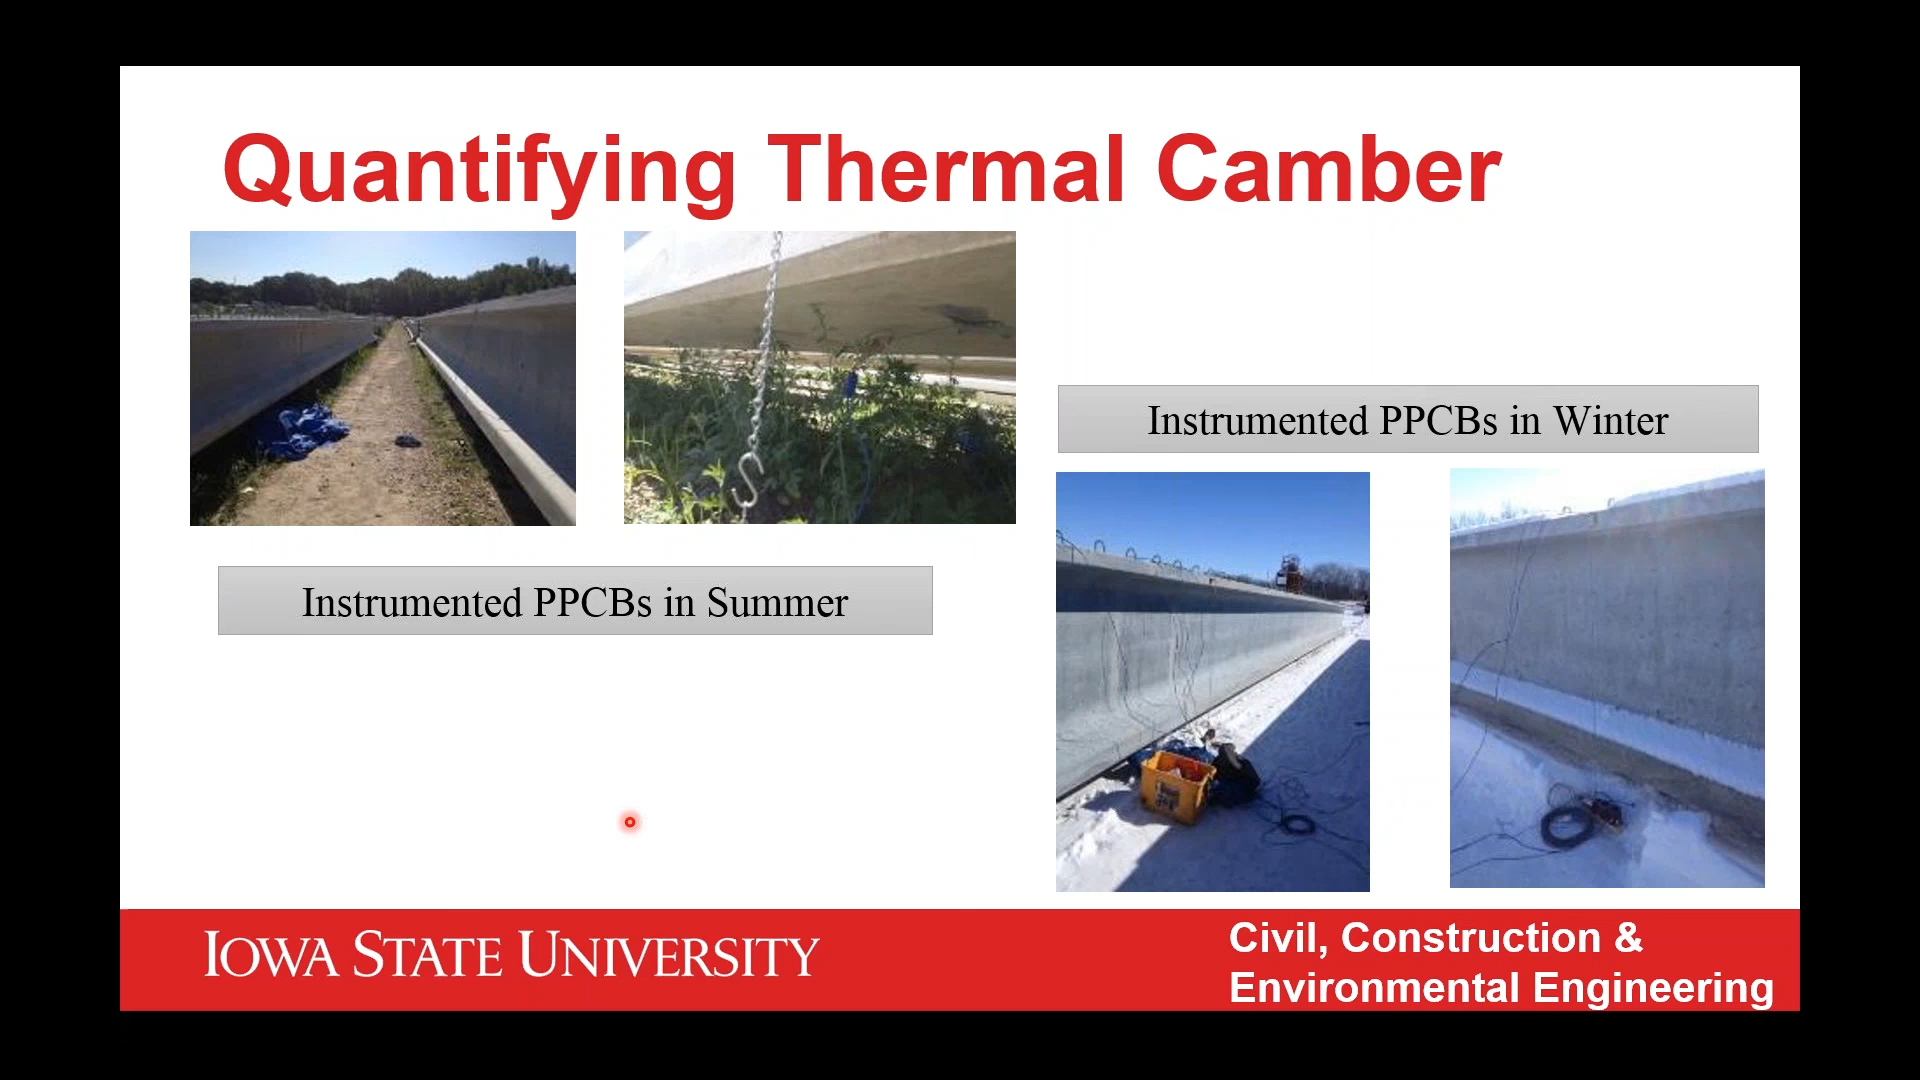 Quantifying Thermal Camber
Instrumented PPCBs in Winter
Instrumented PPCBs in Summer
IOWA STATE UNIVERSITY
Civil, Construction &
Environmental Engineering